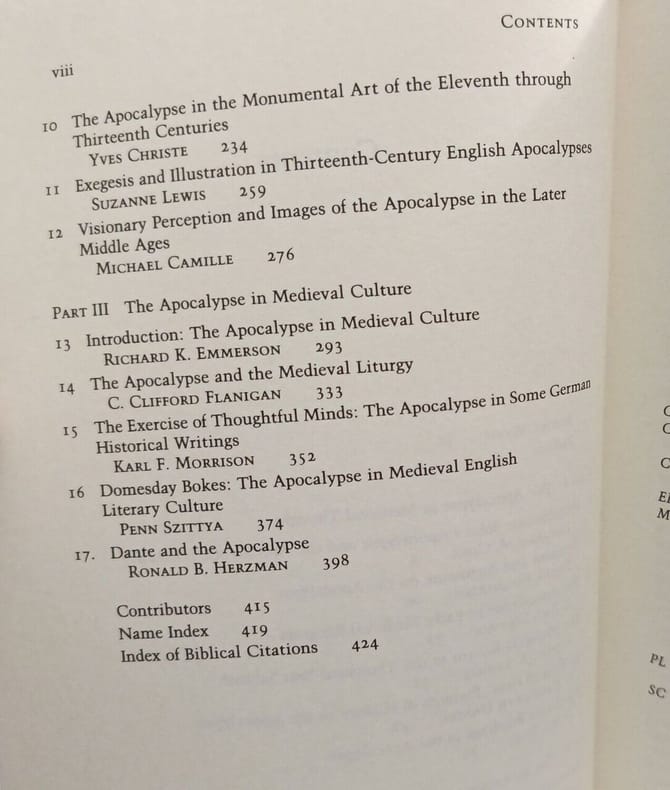 CONTENTS
viii
10 The Apocalypse in the Monumental Art of the Eleventh through
Thirteenth Centuries
YVES CHRISTE 234
11 Exegesis and Illustration in Thirteenth-Century English Apocalypses
SUZANNE LEWIS 259
12 Visionary Perception and Images of the Apocalypse in the Later
Middle Ages
MICHAEL CAMILLE 276
PART III The Apocalypse in Medieval Culture
13 Introduction: The Apocalypse in Medieval Culture
RICHARD K. EMMERSON 293
14 The Apocalypse and the Medieval Liturgy
C. CLIFFORD FLANIGAN 333
15 The Exercise of Thoughtful Minds: The Apocalypse in Some German
Historical Writings
KARL F. MORRISON 352
16 Domesday Bokes: The Apocalypse in Medieval English
Literary Culture
PENN SZITTYA 374
17. Dante and the Apocalypse
RONALD B. HERZMAN 398
Contributors 415
Name Index 419
Index of Biblical Citations 424
PL
SC